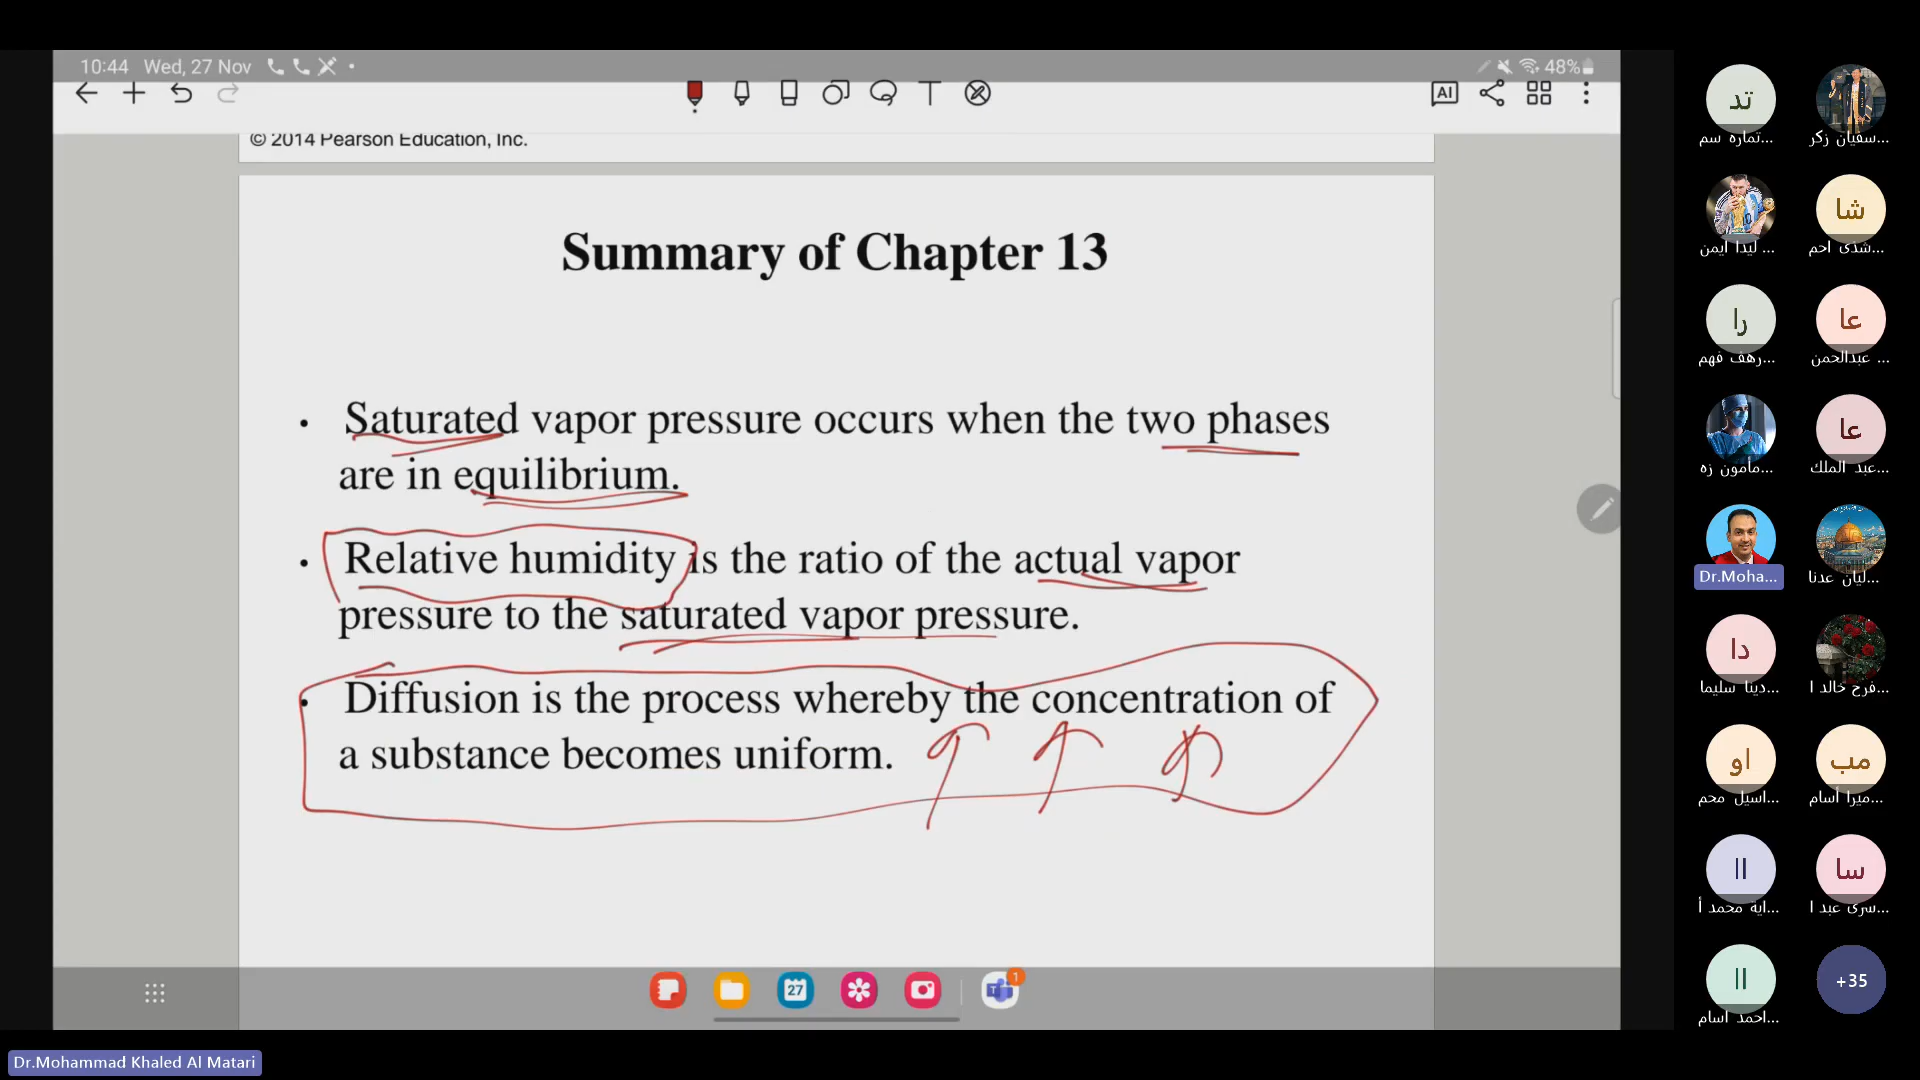 10:44 Wed, 27 Nov
48%
T
AI
© 2014 Pearson Education, Inc.
Summary of Chapter 13
• Saturated vapor pressure occurs when the two phases
are in equilibrium.
• Relative humidity is the ratio of the actual vapor
pressure to the saturated vapor pressure.
• Diffusion is the process whereby the concentration of
a substance becomes uniform.
27
1
Dr.Mohammad Khaled Al Matari
تد
تماره سم...
سفيان زكر...
ليدا ايمن ...
شا
شذى احم...
را
رهف فهم...
عا
عبدالحمن ...
مأمون زه...
عا
عبد الملك...
Dr.Moha...
ليان عدنا...
دا
دينا سليما...
فرح خالد ا...
او
اسيل محم...
مب
ميرا أسام...
اا
اية محمد أ...
سا
سرى عبد ا...
اا
احمد اسام...
+35